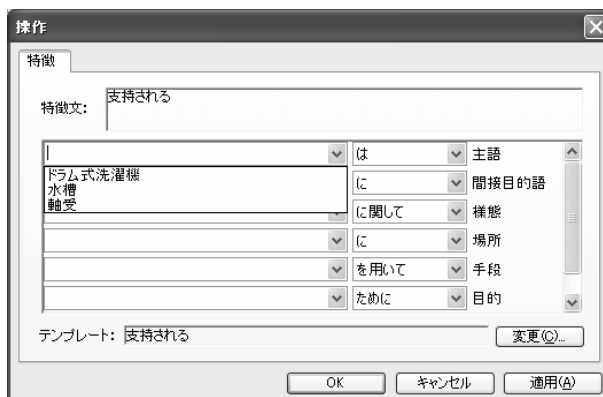 操作
特徴
特徴文: 支持される
は 主語
ドラム式洗濯機
水槽
軸受
に 間接目的語
に関して 様態
に 場所
を用いて 手段
ために 目的
テンプレート: 支持される 変更(C)...
OK キャンセル 適用(A)